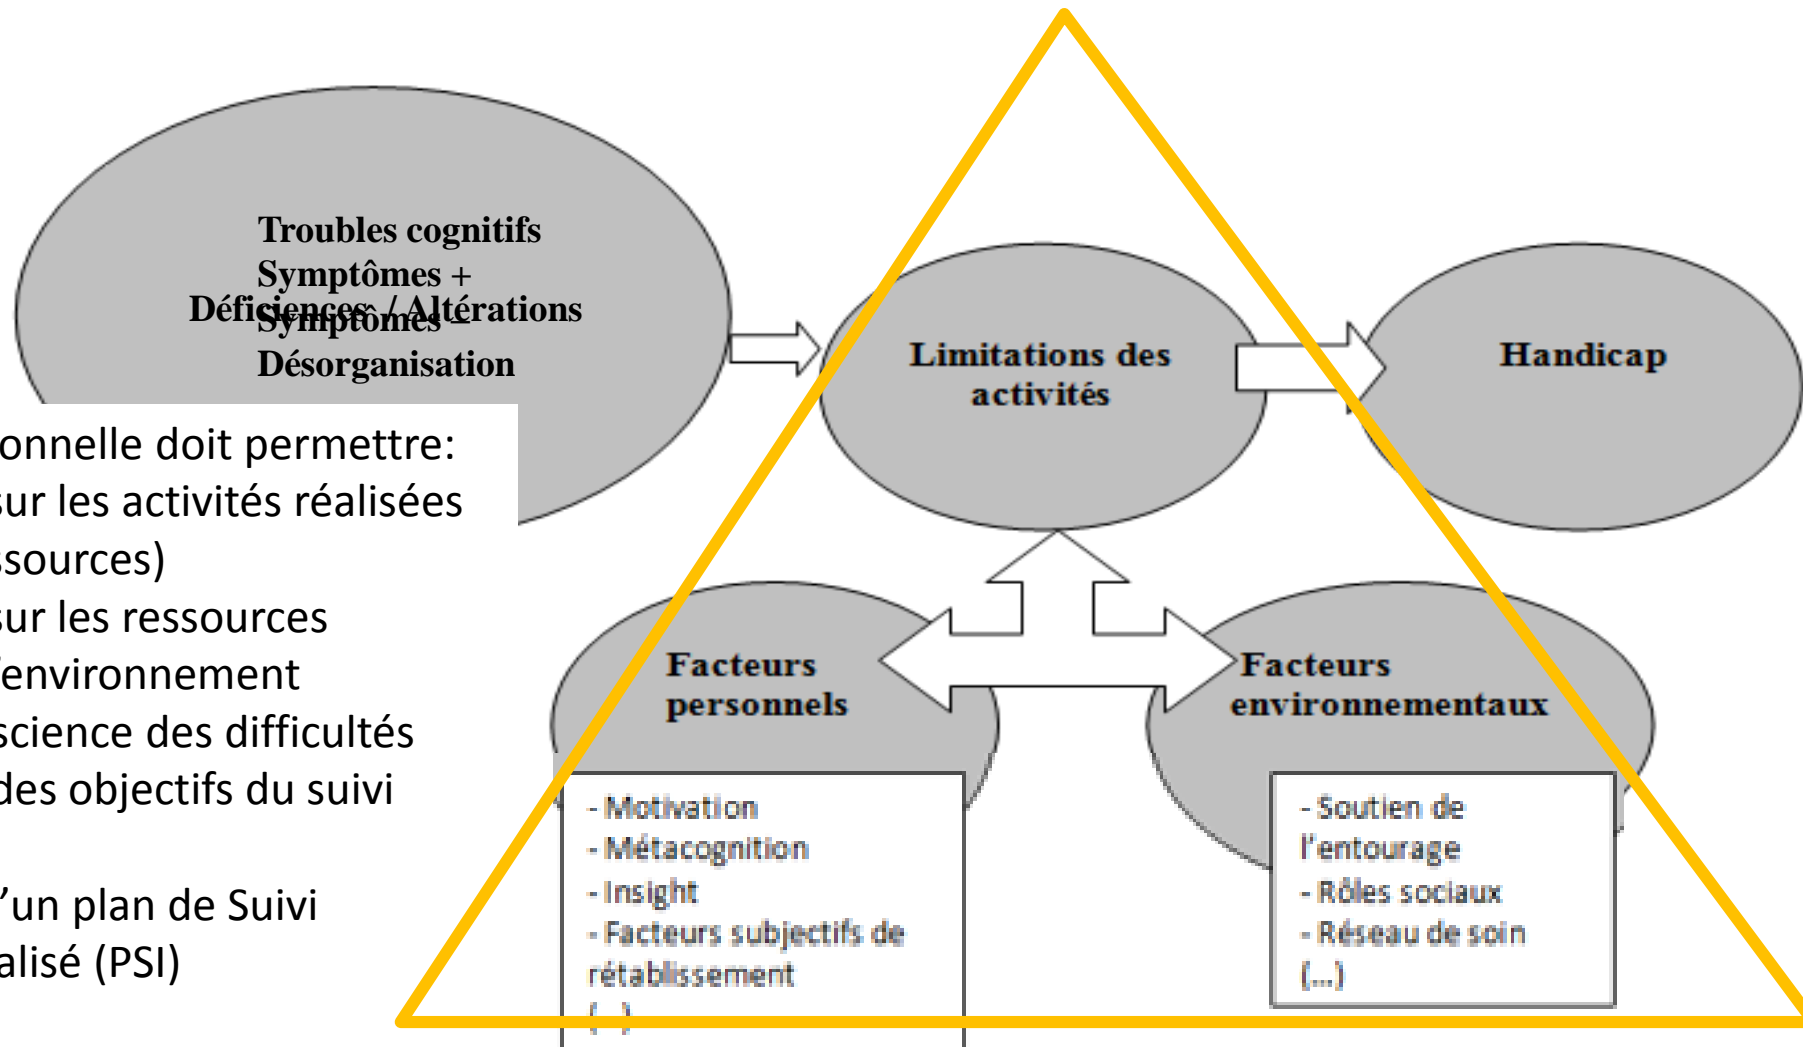 Troubles cognitifs
Symptômes +
Déficiences / Altérations
Symptômes –
Désorganisation
Limitations des
activités
Handicap
onnelle doit permettre:
sur les activités réalisées
ssources)
sur les ressources
'environnement
science des difficultés
des objectifs du suivi
'un plan de Suivi
alisé (PSI)
Facteurs
personnels
Facteurs
environnementaux
- Motivation
- Métacognition
- Insight
- Facteurs subjectifs de
rétablissement
(...)
- Soutien de
l'entourage
- Rôles sociaux
- Réseau de soin
(...)